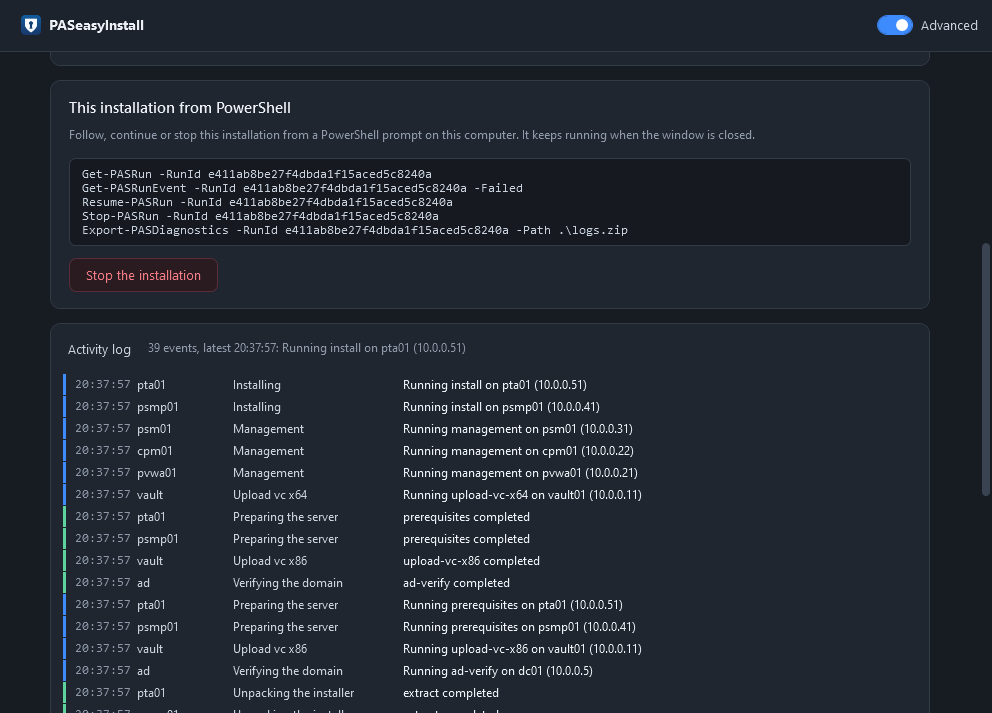 PASeasyInstall
Advanced
This installation from PowerShell
Follow, continue or stop this installation from a PowerShell prompt on this computer. It keeps running when the window is closed.
Get-PASRun -RunId e411ab8be27f4dbda1f15aced5c8240a
Get-PASRunEvent -RunId e411ab8be27f4dbda1f15aced5c8240a -Failed
Resume-PASRun -RunId e411ab8be27f4dbda1f15aced5c8240a
Stop-PASRun -RunId e411ab8be27f4dbda1f15aced5c8240a
Export-PASDiagnostics -RunId e411ab8be27f4dbda1f15aced5c8240a -Path .\logs.zip
Stop the installation
Activity log 39 events, latest 20:37:57: Running install on pta01 (10.0.0.51)
20:37:57 pta01 Installing Running install on pta01 (10.0.0.51)
20:37:57 psmp01 Installing Running install on psmp01 (10.0.0.41)
20:37:57 psm01 Management Running management on psm01 (10.0.0.31)
20:37:57 cpm01 Management Running management on cpm01 (10.0.0.22)
20:37:57 pvwa01 Management Running management on pvwa01 (10.0.0.21)
20:37:57 vault Upload vc x64 Running upload-vc-x64 on vault01 (10.0.0.11)
20:37:57 pta01 Preparing the server prerequisites completed
20:37:57 psmp01 Preparing the server prerequisites completed
20:37:57 vault Upload vc x86 upload-vc-x86 completed
20:37:57 ad Verifying the domain ad-verify completed
20:37:57 pta01 Preparing the server Running prerequisites on pta01 (10.0.0.51)
20:37:57 psmp01 Preparing the server Running prerequisites on psmp01 (10.0.0.41)
20:37:57 vault Upload vc x86 Running upload-vc-x86 on vault01 (10.0.0.11)
20:37:57 ad Verifying the domain Running ad-verify on dc01 (10.0.0.5)
20:37:57 pta01 Unpacking the installer extract completed